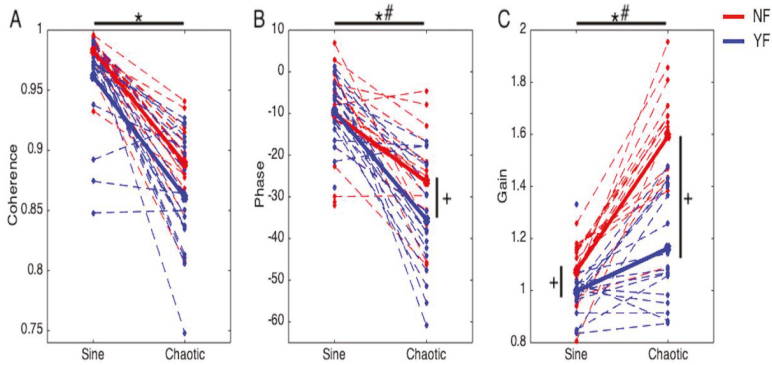 A
*
Coherence
1
0.95
0.9
0.85
0.8
0.75
Sine
Chaotic
B
*#
Phase
10
0
-10
-20
-30
-40
-50
-60
+
Sine
Chaotic
C
*#
Gain
2
1.8
1.6
1.4
1.2
1
0.8
+
+
Sine
Chaotic
NF
YF